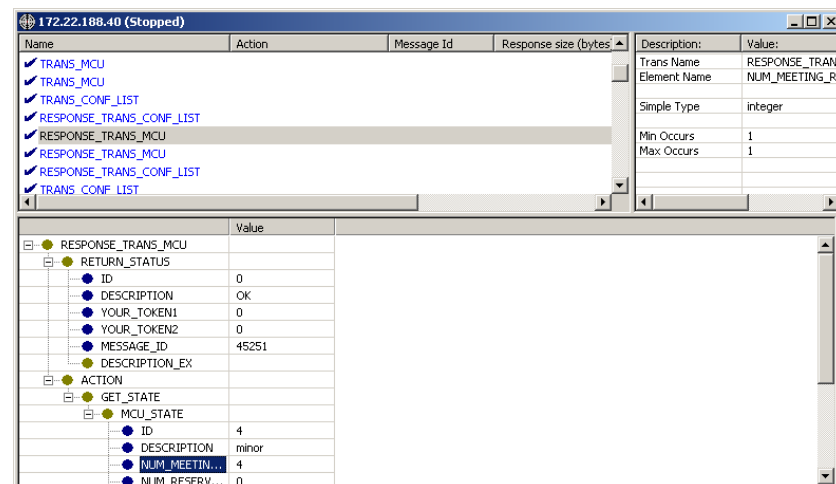 172.22.188.40 (Stopped)
Name Action Message Id Response size (bytes
TRANS_MCU
TRANS_MCU
TRANS_CONF_LIST
RESPONSE_TRANS_CONF_LIST
RESPONSE_TRANS_MCU
RESPONSE_TRANS_MCU
RESPONSE_TRANS_CONF_LIST
TRANS_CONF_LIST
Description: Value:
Trans Name RESPONSE_TRAN
Element Name NUM_MEETING_R
Simple Type integer
Min Occurs 1
Max Occurs 1
Value
RESPONSE_TRANS_MCU
RETURN_STATUS
ID 0
DESCRIPTION OK
YOUR_TOKEN1 0
YOUR_TOKEN2 0
MESSAGE_ID 45251
DESCRIPTION_EX
ACTION
GET_STATE
MCU_STATE
ID 4
DESCRIPTION minor
NUM_MEETIN... 4
NUM_RESERV... 0